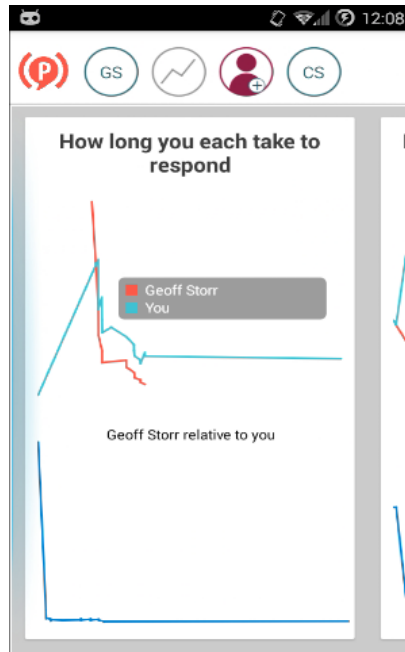 12:08
P
GS
CS
How long you each take to
respond
Geoff Storr
You
Geoff Storr relative to you